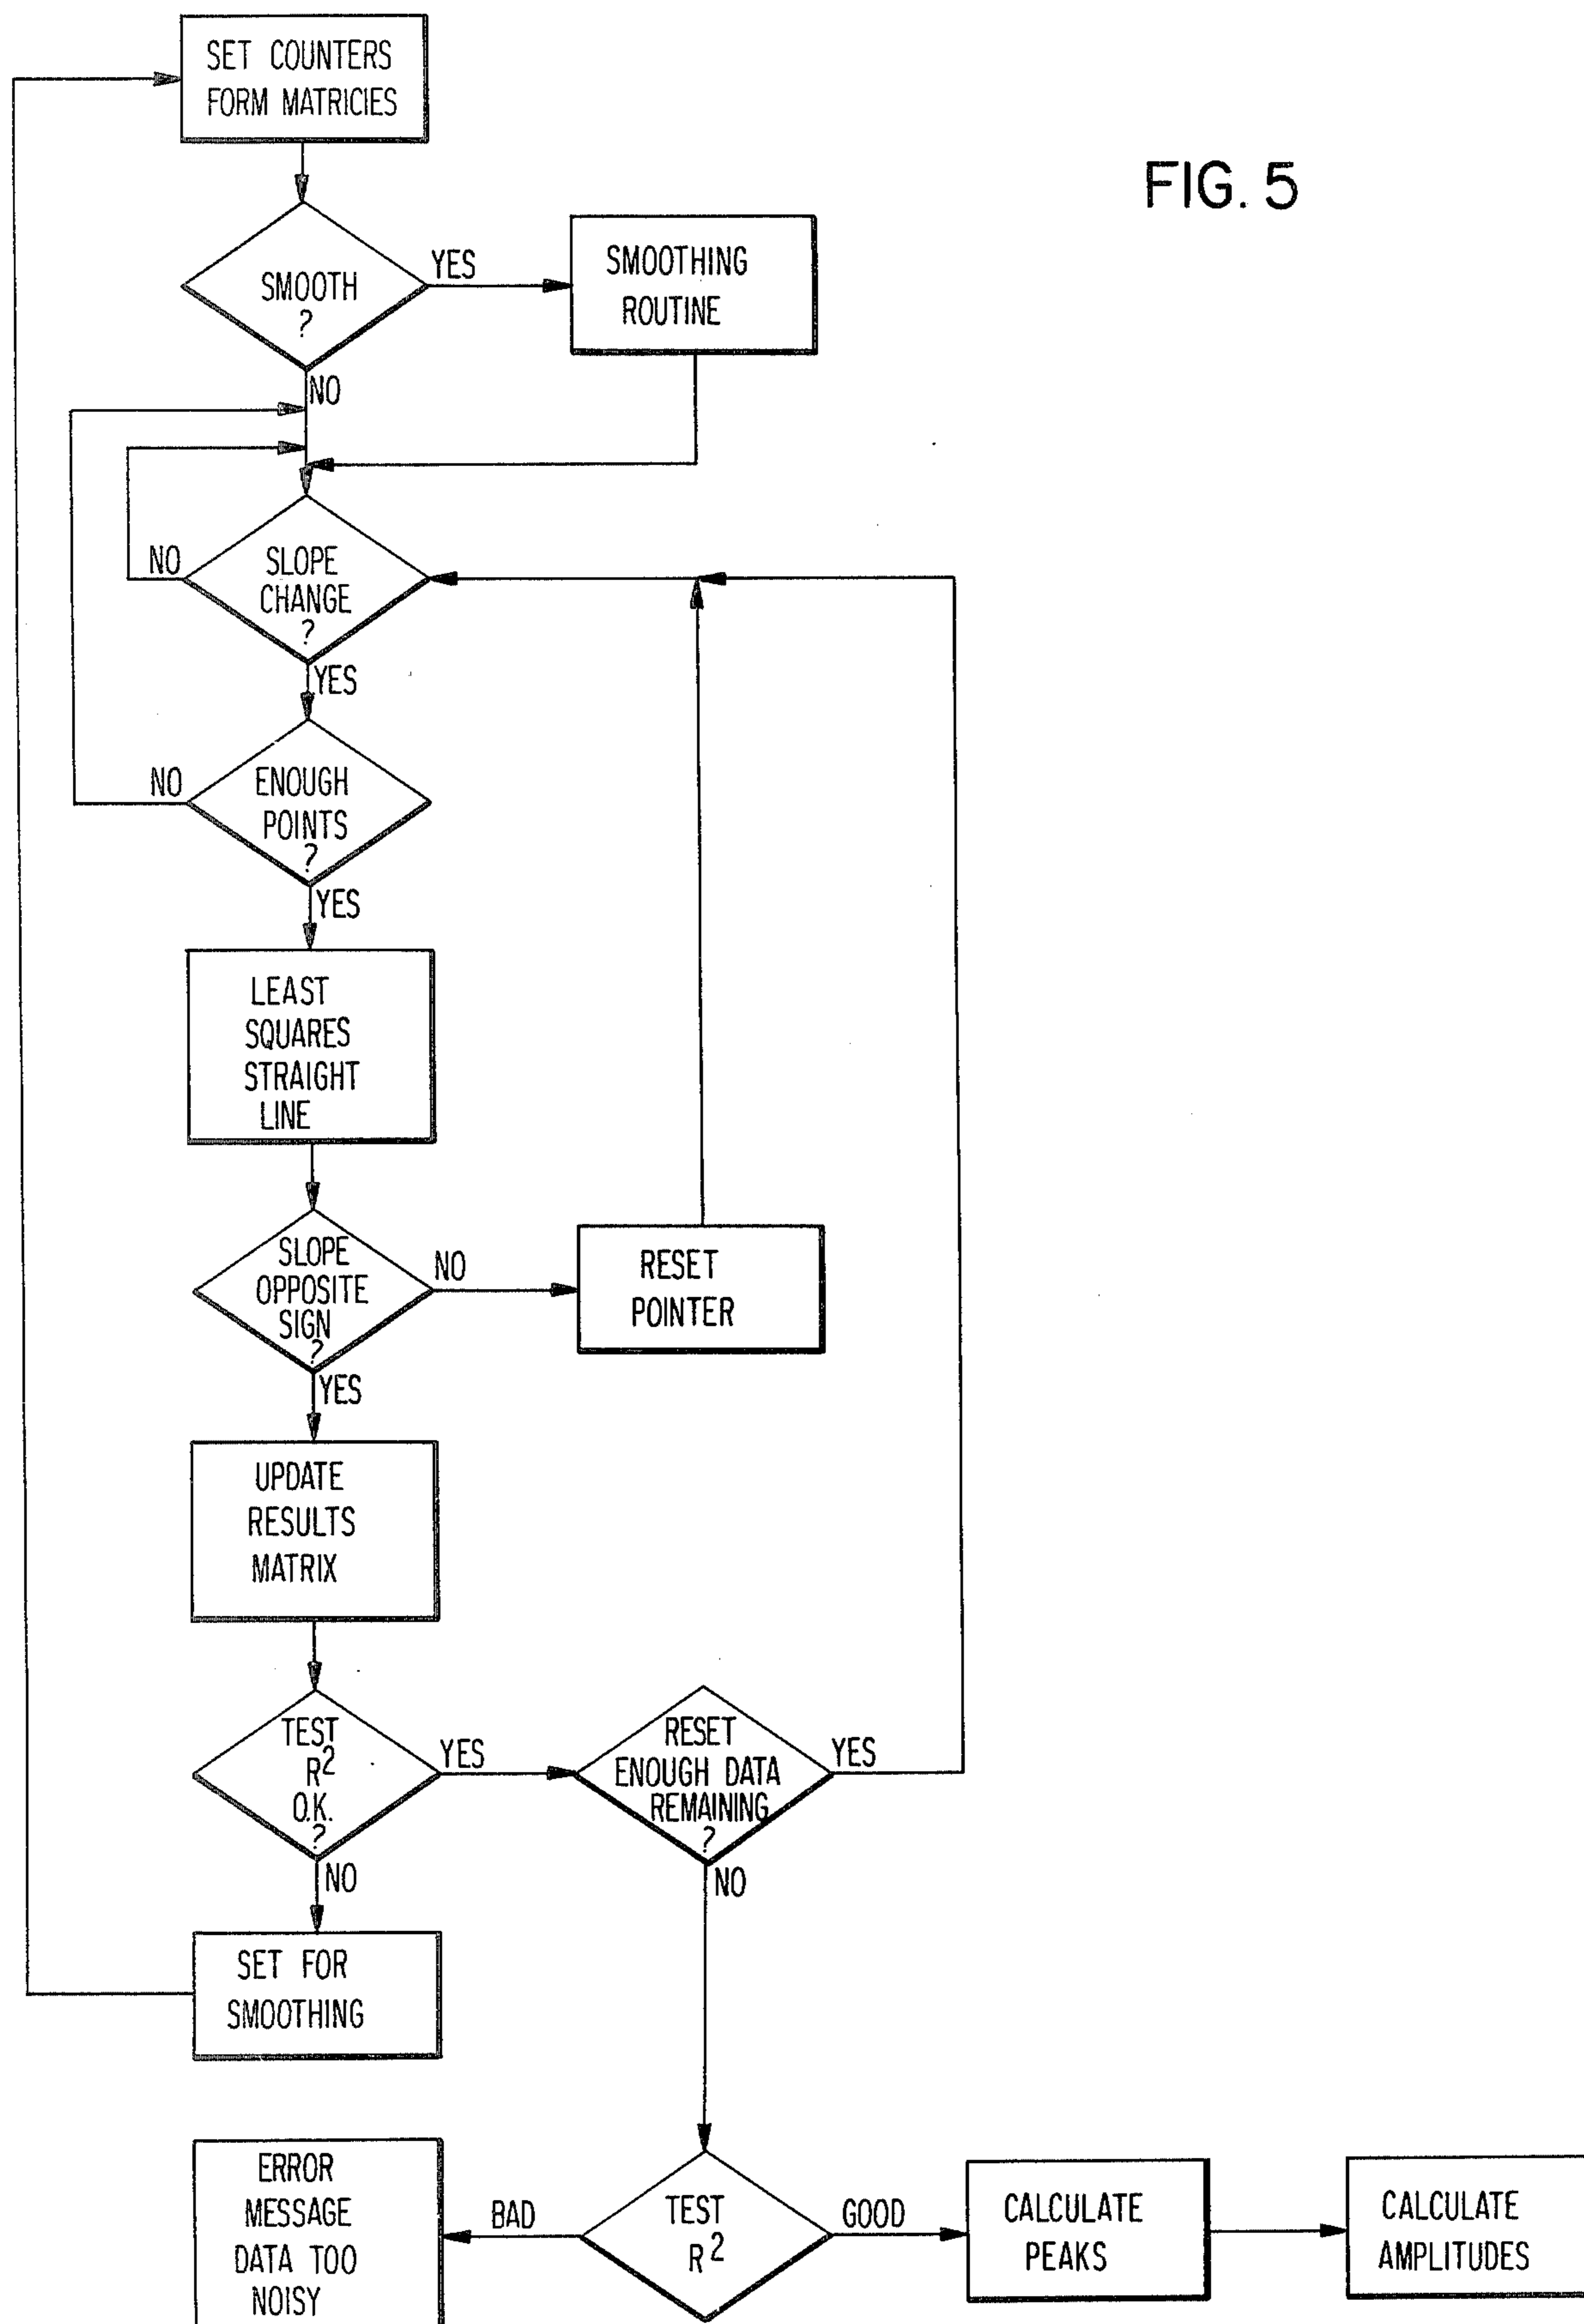 SET COUNTERS
FORM MATRICIES
FIG. 5
SMOOTH
?
YES
SMOOTHING
ROUTINE
NO
SLOPE
CHANGE
?
NO
YES
ENOUGH
POINTS
?
NO
YES
LEAST
SQUARES
STRAIGHT
LINE
SLOPE
OPPOSITE
SIGN
?
NO
RESET
POINTER
YES
UPDATE
RESULTS
MATRIX
TEST
R²
O.K.
?
YES
RESET
ENOUGH DATA
REMAINING
?
YES
NO
NO
SET FOR
SMOOTHING
ERROR
MESSAGE
DATA TOO
NOISY
BAD
TEST
R²
GOOD
CALCULATE
PEAKS
CALCULATE
AMPLITUDES